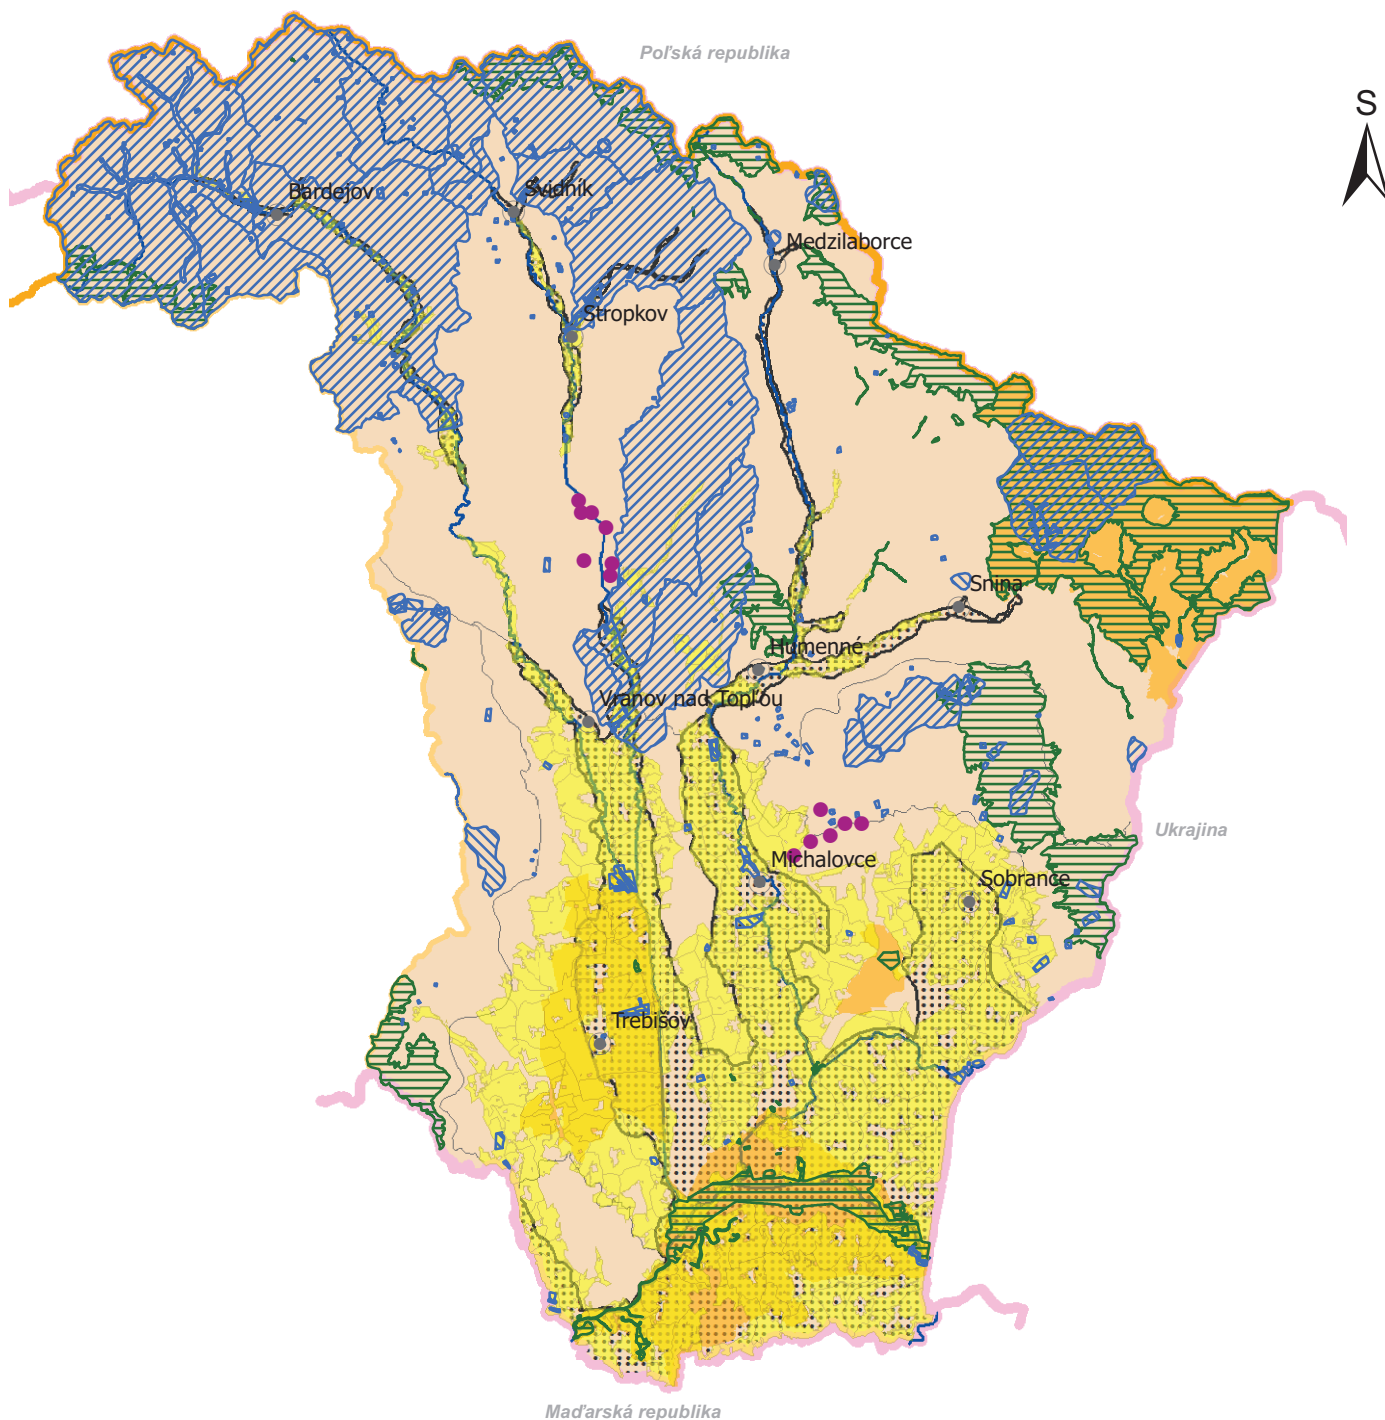 Poľská republika
S
Bardejov
Svidník
Medzilaborce
Stropkov
Snina
Humenné
Vranov nad Topľou
Ukrajina
Michalovce
Sobrance
Trebišov
Maďarská republika